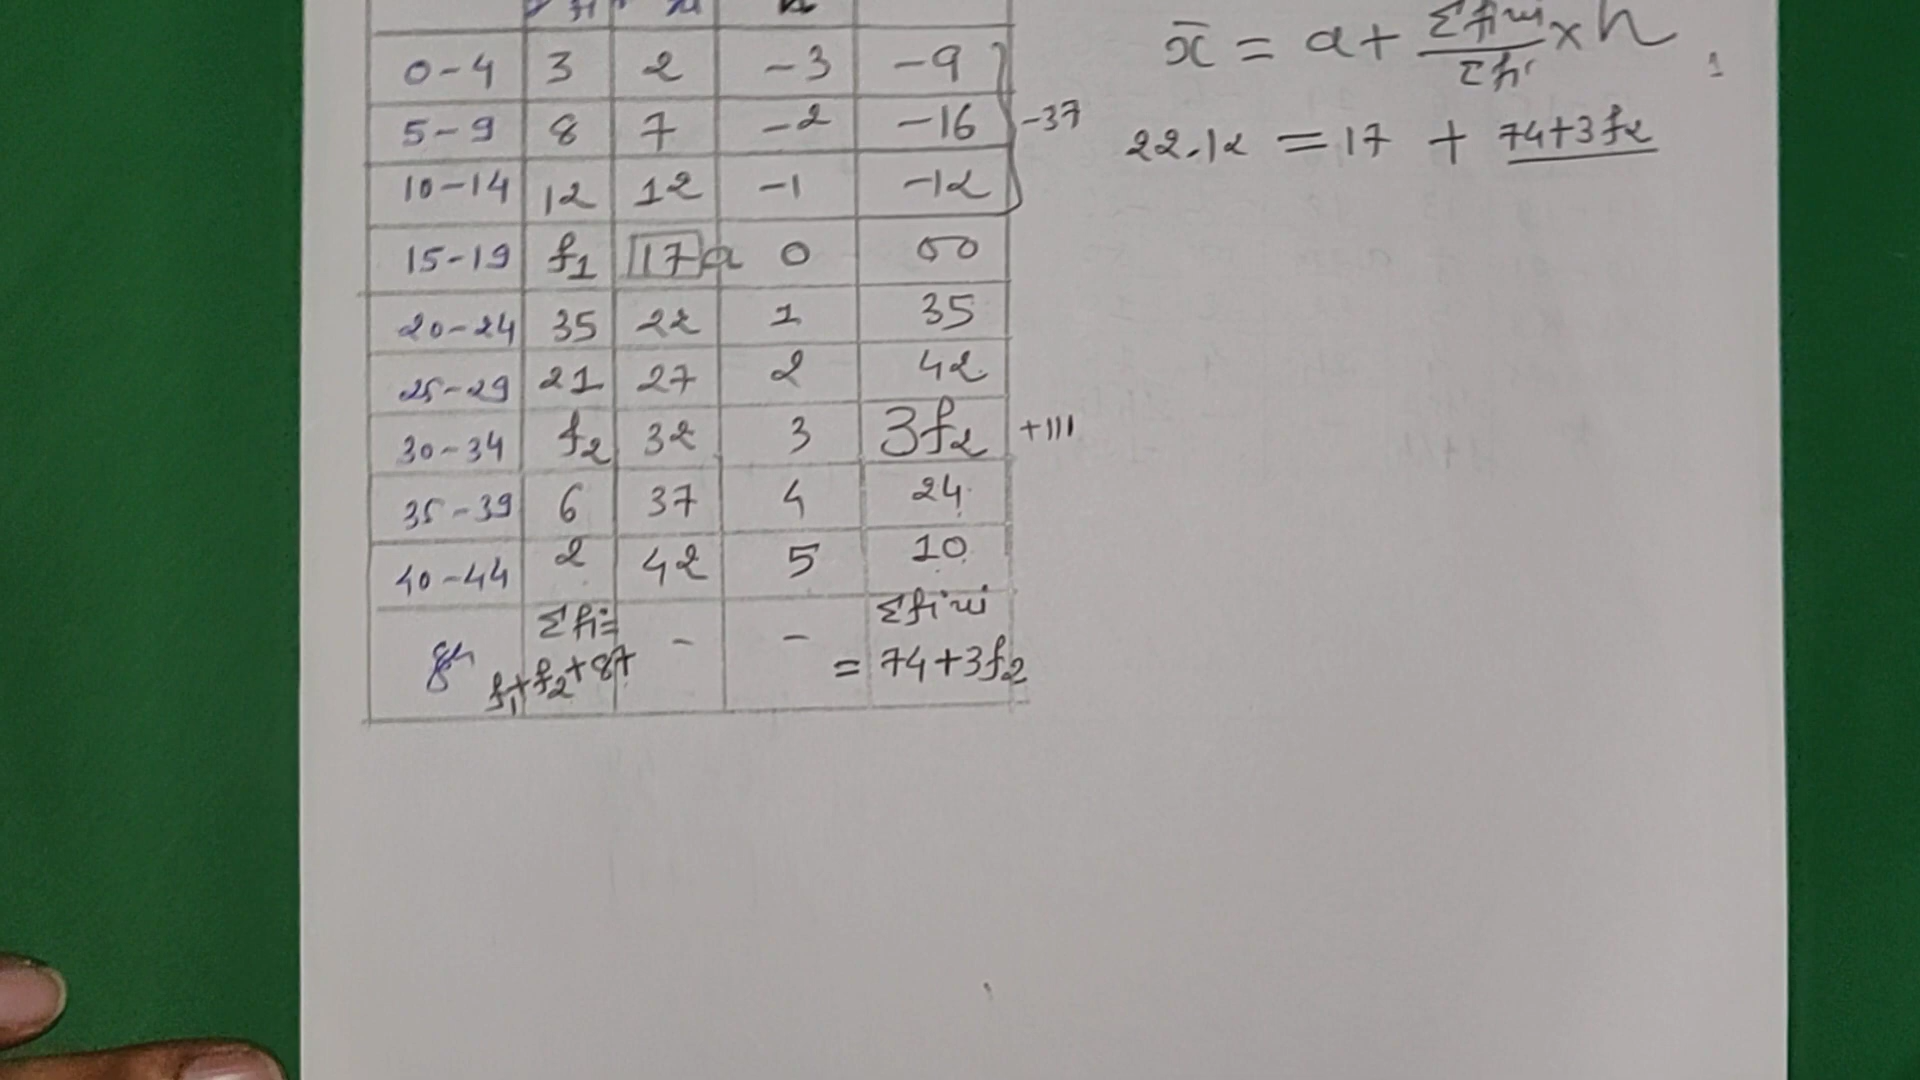 0-4 3 2 -3 -9
5-9 8 7 -2 -16 -37
10-14 12 12 -1 -12
15-19 f1 17 a 0 00
20-24 35 22 1 35
25-29 21 27 2 42
30-34 f2 32 3 3f2 +111
35-39 6 37 4 24
40-44 2 42 5 10
Σfi= f1+f2+87 - - Σfiui = 74+3f2
x̄ = a + Σfiui/Σfi × h
22.12 = 17 + 74+3f2